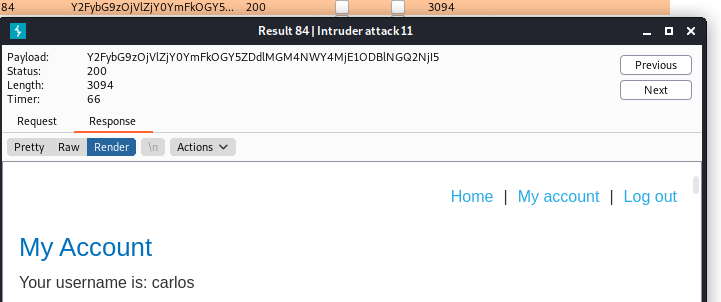 84 Y2FybG9zOjVlZjY0YmFkOGY5... 200 3094
Result 84 | Intruder attack 11
Payload: Y2FybG9zOjVlZjY0YmFkOGY5ZDdlMGM4NWY4MjE1ODBlNGQ2NjI5
Status: 200
Length: 3094
Timer: 66
Previous
Next
Request Response
Pretty Raw Render \n Actions
Home | My account | Log out
My Account
Your username is: carlos